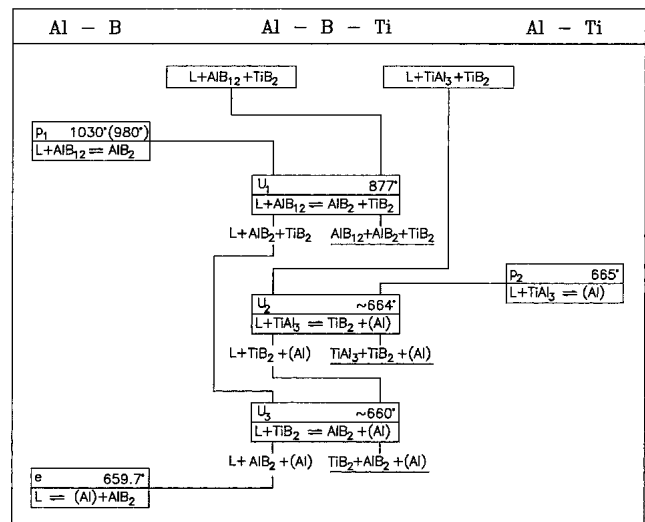 Al – B Al – B – Ti Al – Ti
L+AlB₁₂+TiB₂ L+TiAl₃+TiB₂
p₁ 1030°(980°)
L+AlB₁₂ ⇌ AlB₂
U₁ 877°
L+AlB₁₂ ⇌ AlB₂+TiB₂
L+AlB₂+TiB₂ AlB₁₂+AlB₂+TiB₂
p₂ 665°
L+TiAl₃ ⇌ (Al)
U₂ ~664°
L+TiAl₃ ⇌ TiB₂+(Al)
L+TiB₂+(Al) TiAl₃+TiB₂+(Al)
U₃ ~660°
L+TiB₂ ⇌ AlB₂+(Al)
L+AlB₂+(Al) TiB₂+AlB₂+(Al)
e 659.7°
L ⇌ (Al)+AlB₂